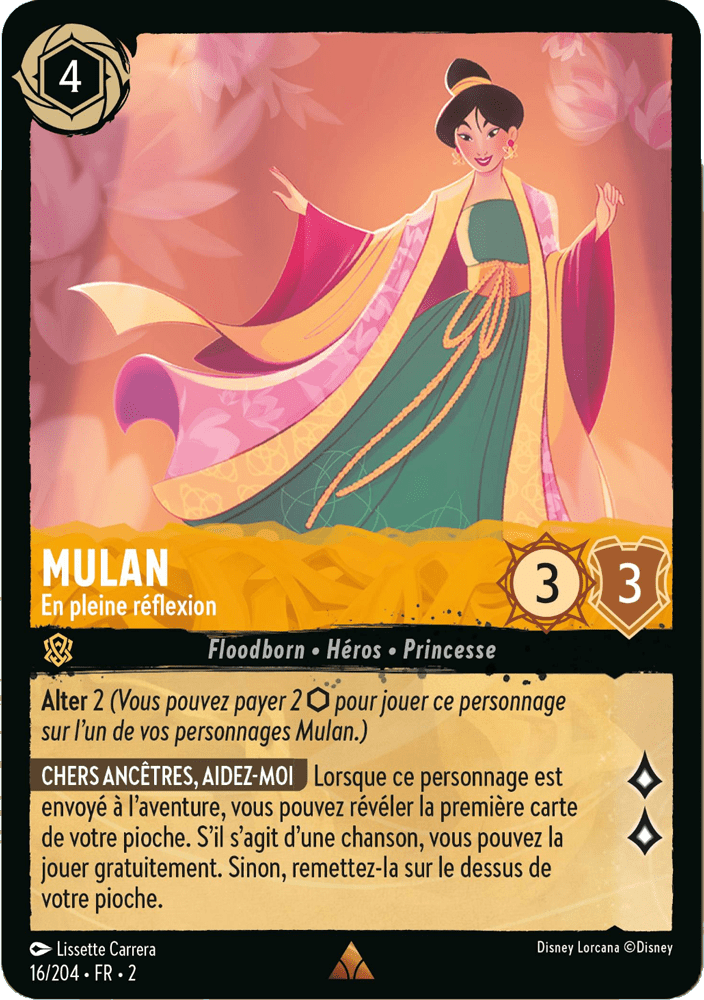 4
MULAN
En pleine réflexion
3
3
Floodborn • Héros • Princesse
Alter 2 (Vous pouvez payer 2 pour jouer ce personnage
sur l'un de vos personnages Mulan.)
CHERS ANCÊTRES, AIDEZ-MOI Lorsque ce personnage est
envoyé à l'aventure, vous pouvez révéler la première carte
de votre pioche. S'il s'agit d'une chanson, vous pouvez la
jouer gratuitement. Sinon, remettez-la sur le dessus de
votre pioche.
Lissette Carrera
Disney Lorcana ©Disney
16/204 • FR • 2